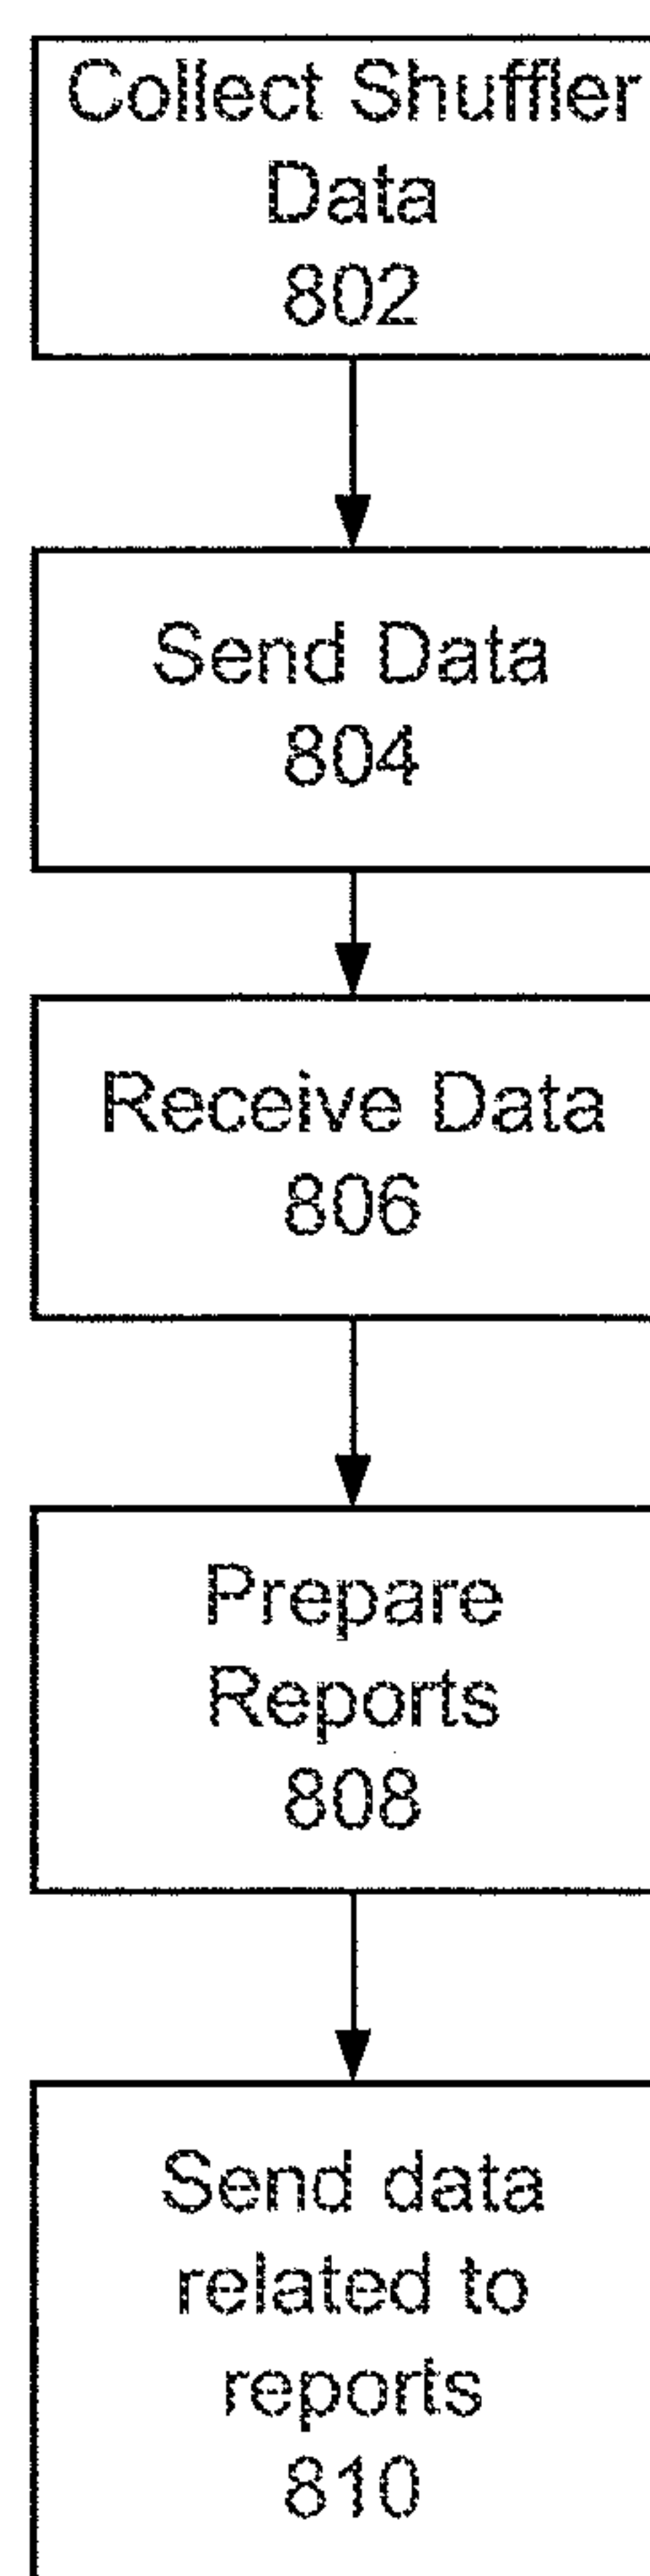 Collect Shuffler
Data
802
Send Data
804
Receive Data
806
Prepare
Reports
808
Send data
related to
reports
810